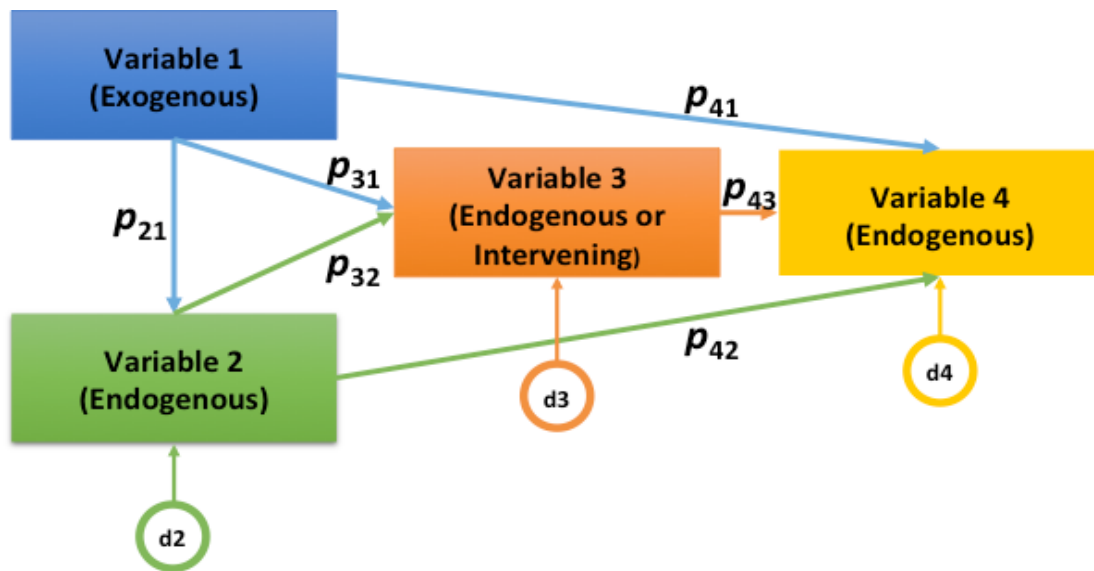 Variable 1
(Exogenous)
p41
Variable 3
(Endogenous or
Intervening)
p31
p43
Variable 4
(Endogenous)
p21
p32
Variable 2
(Endogenous)
p42
d3
d4
d2